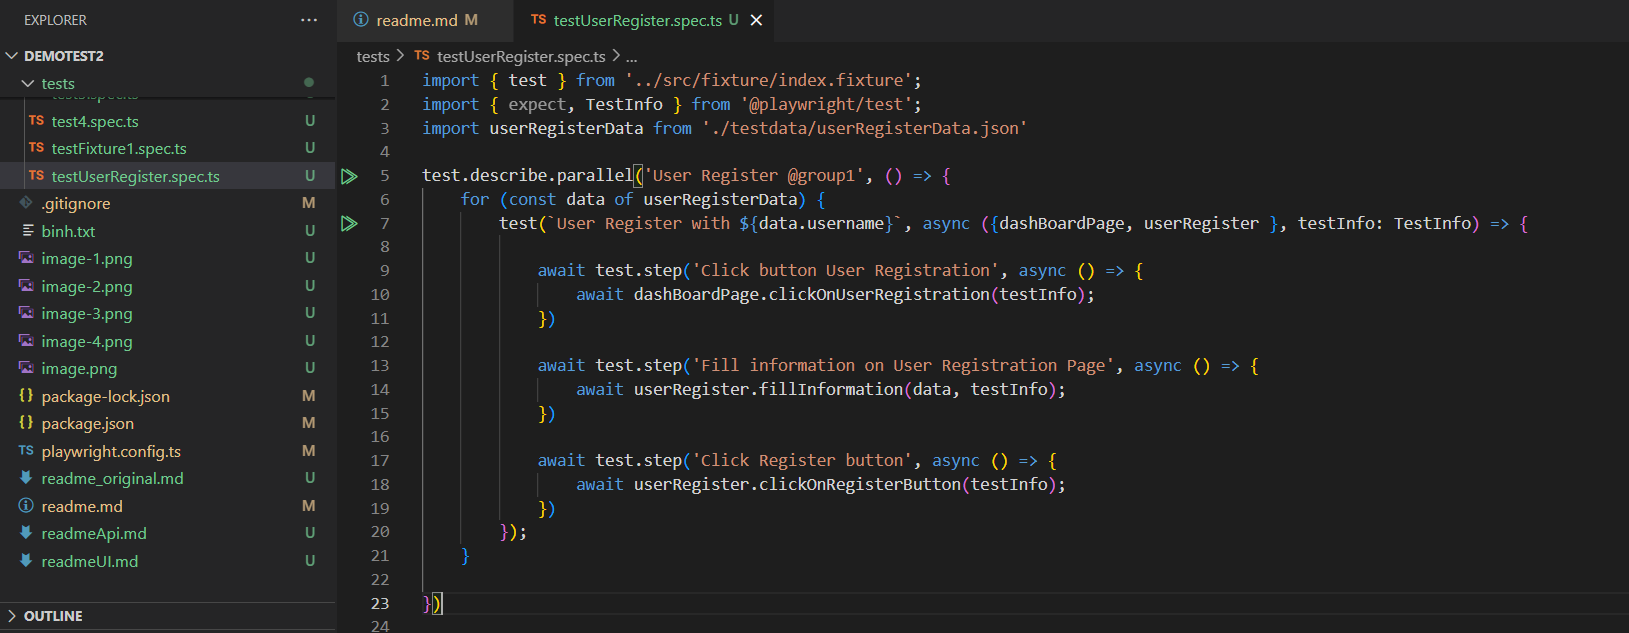 EXPLORER ...
DEMOTEST2
tests
TS test4.spec.ts U
TS testFixture1.spec.ts U
TS testUserRegister.spec.ts U
.gitignore M
binh.txt U
image-1.png U
image-2.png U
image-3.png U
image-4.png U
image.png U
{} package-lock.json M
{} package.json M
TS playwright.config.ts M
readme_original.md U
readme.md M
readmeApi.md U
readmeUI.md U
OUTLINE
readme.md M TS testUserRegister.spec.ts U
tests > TS testUserRegister.spec.ts > ...
1 import { test } from '../src/fixture/index.fixture';
2 import { expect, TestInfo } from '@playwright/test';
3 import userRegisterData from './testdata/userRegisterData.json'
4
5 test.describe.parallel('User Register @group1', () => {
6 for (const data of userRegisterData) {
7 test(`User Register with ${data.username}`, async ({dashBoardPage, userRegister }, testInfo: TestInfo) => {
8
9 await test.step('Click button User Registration', async () => {
10 await dashBoardPage.clickOnUserRegistration(testInfo);
11 })
12
13 await test.step('Fill information on User Registration Page', async () => {
14 await userRegister.fillInformation(data, testInfo);
15 })
16
17 await test.step('Click Register button', async () => {
18 await userRegister.clickOnRegisterButton(testInfo);
19 })
20 });
21 }
22
23 })
24